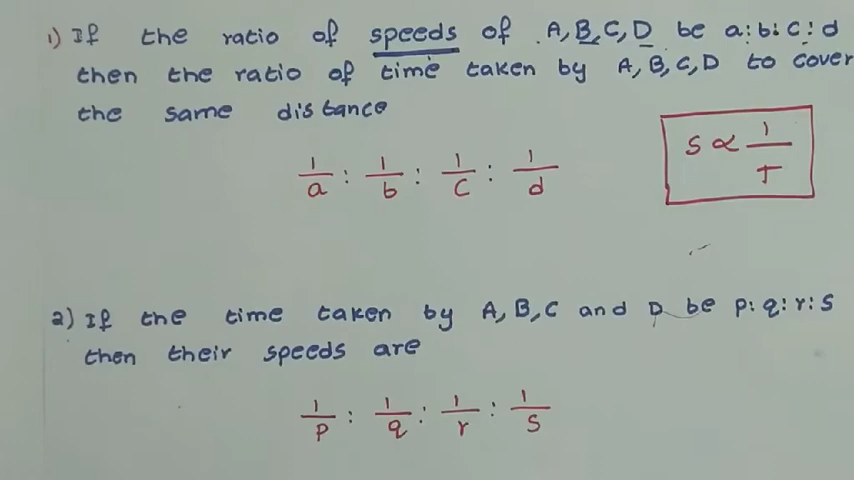 1) If the ratio of speeds of A, B, C, D be a:b:c:d
then the ratio of time taken by A, B, C, D to cover
the same distance
1/a : 1/b : 1/c : 1/d
S ∝ 1/T
2) If the time taken by A, B, C and D be p:q:r:s
then their speeds are
1/p : 1/q : 1/r : 1/s